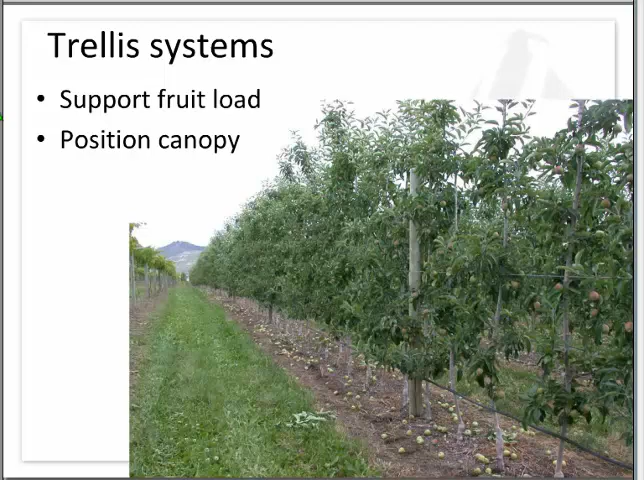 Trellis systems
• Support fruit load
• Position canopy